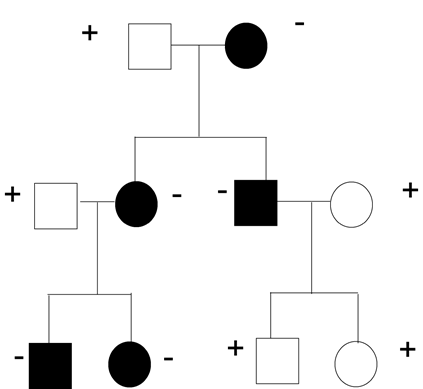 + -
+ - - +
- - + +